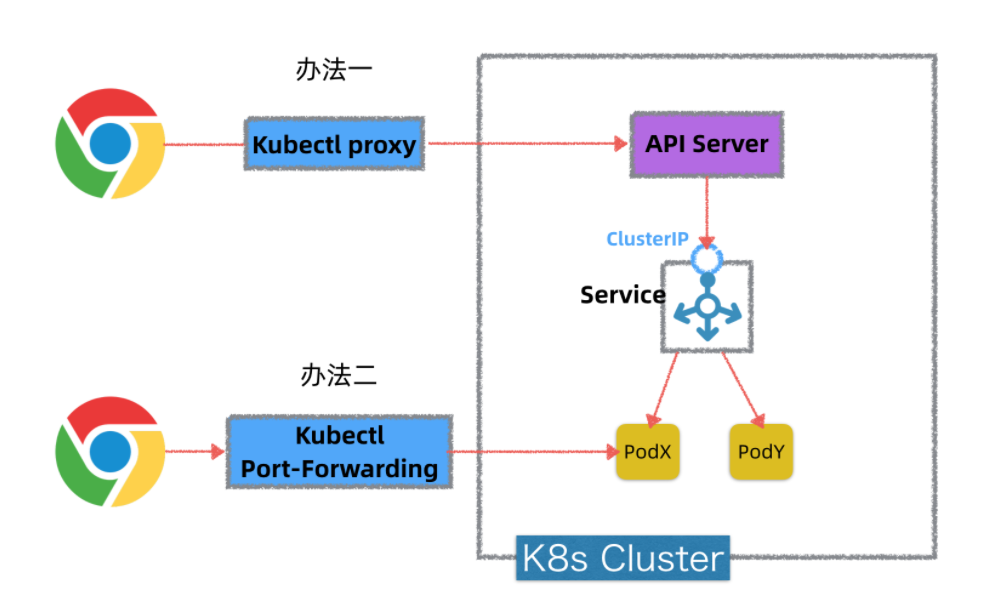 办法一
Kubectl proxy
API Server
ClusterIP
Service
办法二
Kubectl
Port-Forwarding
PodX
PodY
K8s Cluster